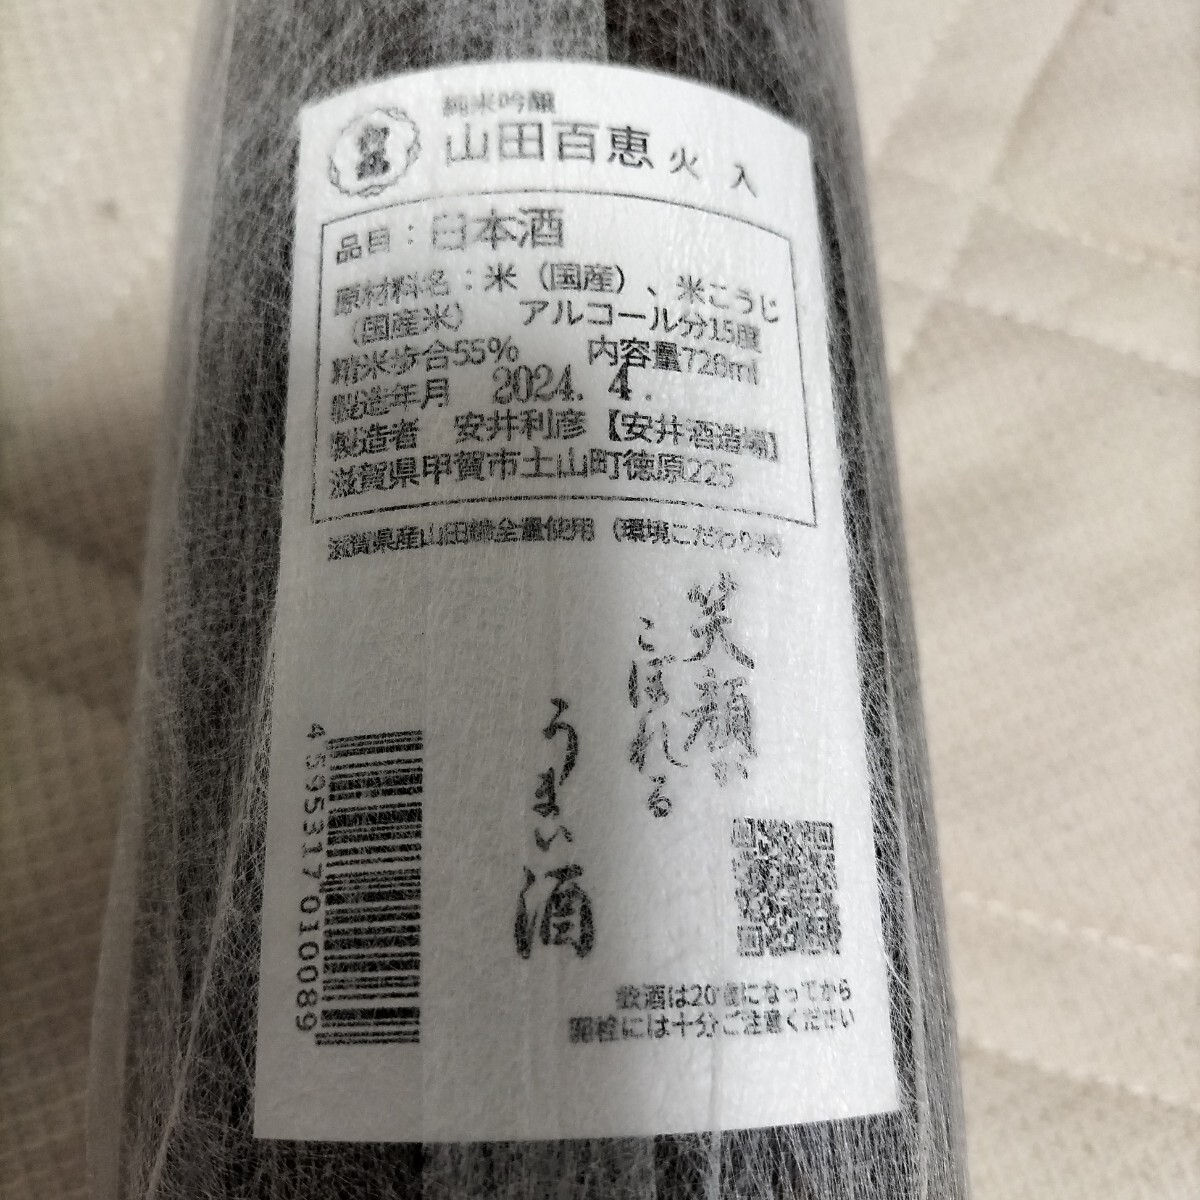 純米吟醸
山田百恵 火入
品目：日本酒
原材料名：米（国産）、米こうじ
（国産米） アルコール分15度
精米歩合55% 内容量720ml
製造年月 2024.4.
製造者 安井利彦【安井酒造場】
滋賀県甲賀市土山町徳原225
滋賀県産山田錦全量使用（環境こだわり米）
笑顔が
こぼれる
うまい酒
4595317010089
飲酒は20歳になってから
開栓には十分ご注意ください